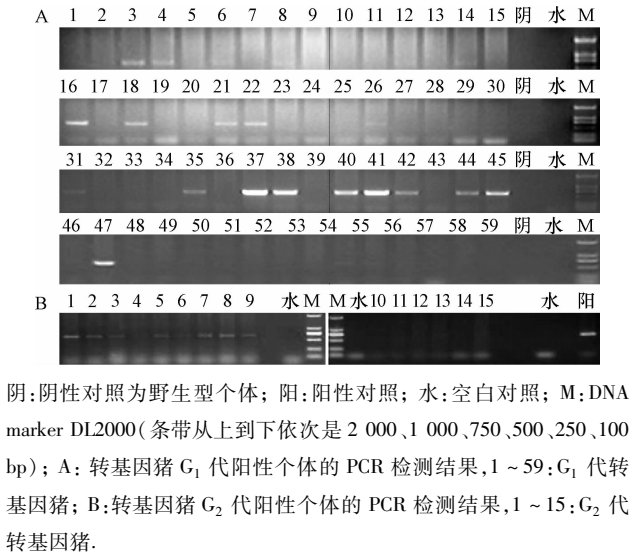 A 1 2 3 4 5 6 7 8 9 10 11 12 13 14 15 阴 水 M
16 17 18 19 20 21 22 23 24 25 26 27 28 29 30 阴 水 M
31 32 33 34 35 36 37 38 39 40 41 42 43 44 45 阴 水 M
46 47 48 49 50 51 52 53 54 55 56 57 58 59 阴 水 M
B 1 2 3 4 5 6 7 8 9 水 M M 水 10 11 12 13 14 15 水 阳
阴:阴性对照为野生型个体; 阳:阳性对照; 水:空白对照; M:DNA
marker DL2000(条带从上到下依次是 2 000、1 000、750、500、250、100
bp); A: 转基因猪 G₁ 代阳性个体的 PCR 检测结果,1 ~ 59:G₁ 代转
基因猪; B:转基因猪 G₂ 代阳性个体的 PCR 检测结果,1 ~ 15:G₂ 代
转基因猪.